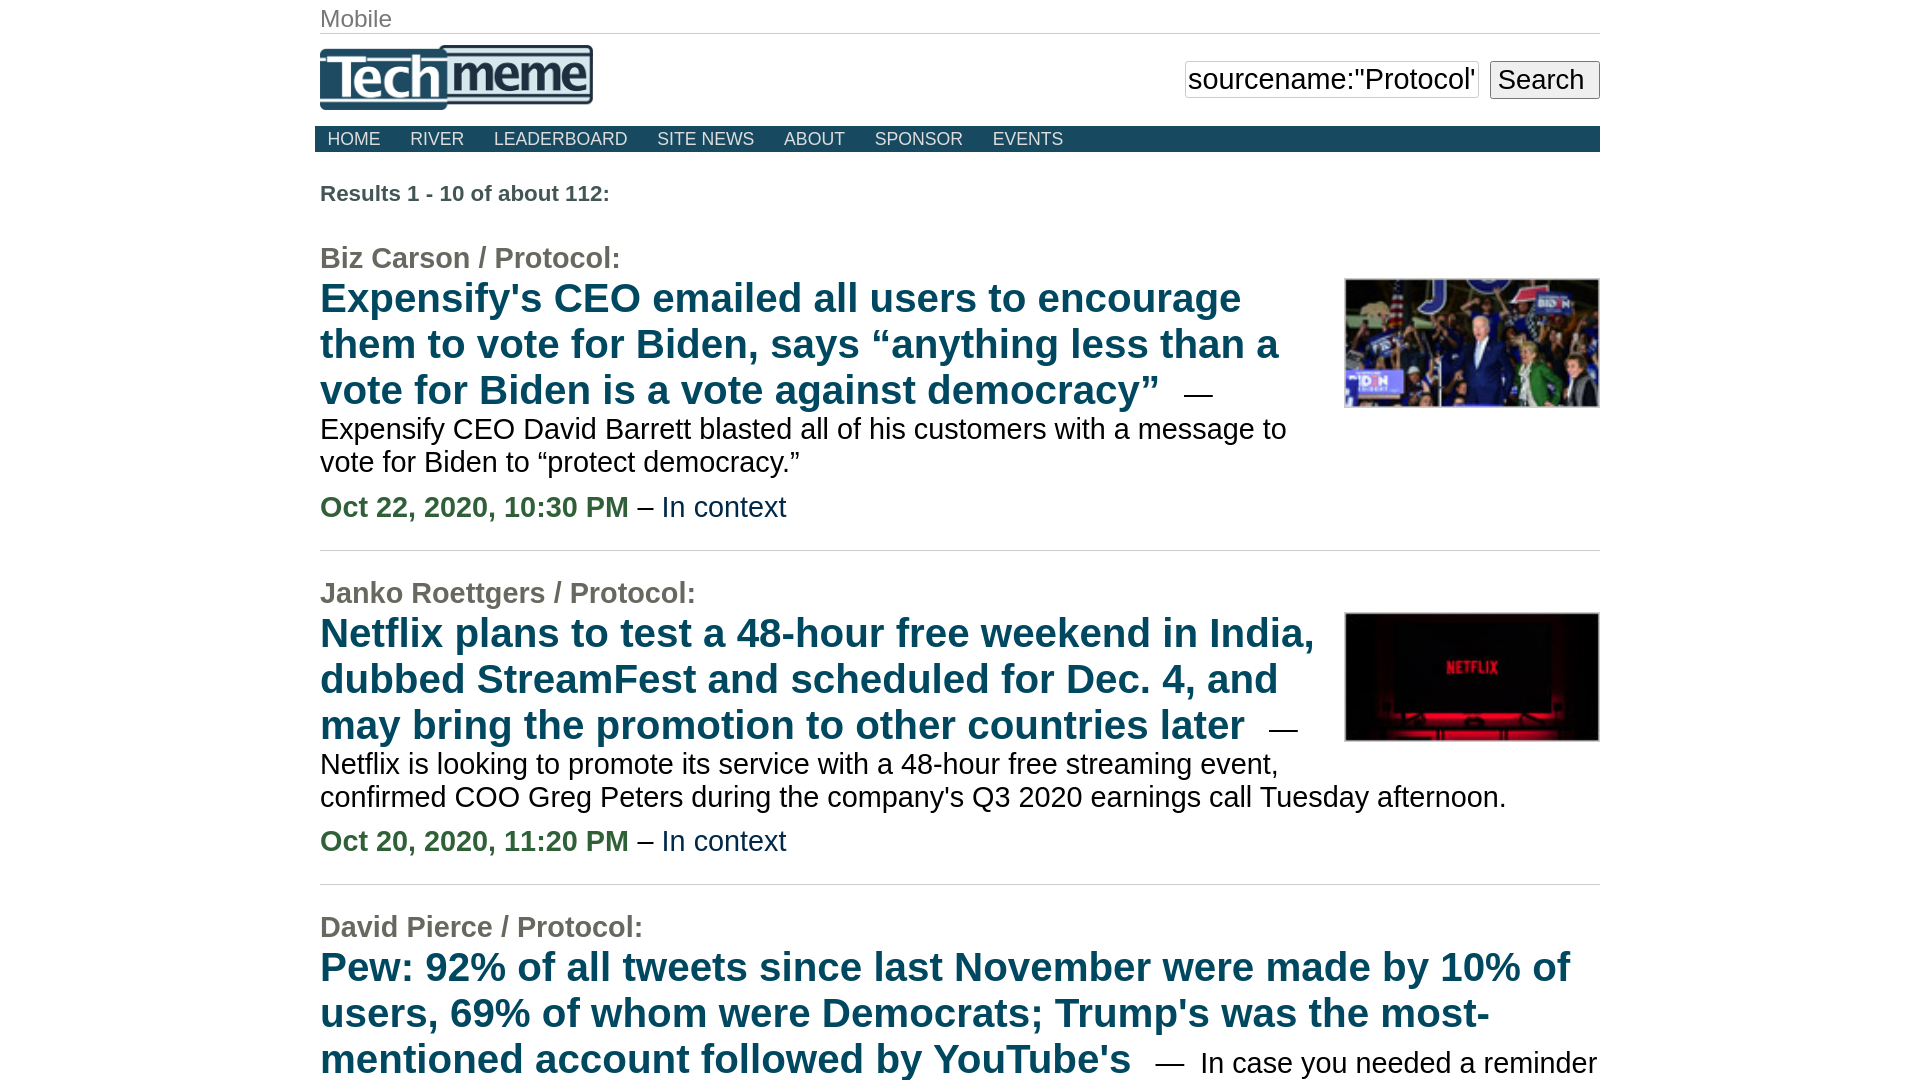 Mobile
Techmeme
sourcename:"Protocol"
Search
HOME RIVER LEADERBOARD SITE NEWS ABOUT SPONSOR EVENTS
Results 1 - 10 of about 112:
Biz Carson / Protocol:
Expensify's CEO emailed all users to encourage
them to vote for Biden, says “anything less than a
vote for Biden is a vote against democracy” —
Expensify CEO David Barrett blasted all of his customers with a message to
vote for Biden to “protect democracy.”
BIDEN
Oct 22, 2020, 10:30 PM – In context
Janko Roettgers / Protocol:
Netflix plans to test a 48-hour free weekend in India,
dubbed StreamFest and scheduled for Dec. 4, and
may bring the promotion to other countries later —
NETFLIX
Netflix is looking to promote its service with a 48-hour free streaming event,
confirmed COO Greg Peters during the company's Q3 2020 earnings call Tuesday afternoon.
Oct 20, 2020, 11:20 PM – In context
David Pierce / Protocol:
Pew: 92% of all tweets since last November were made by 10% of
users, 69% of whom were Democrats; Trump's was the most-
mentioned account followed by YouTube's — In case you needed a reminder